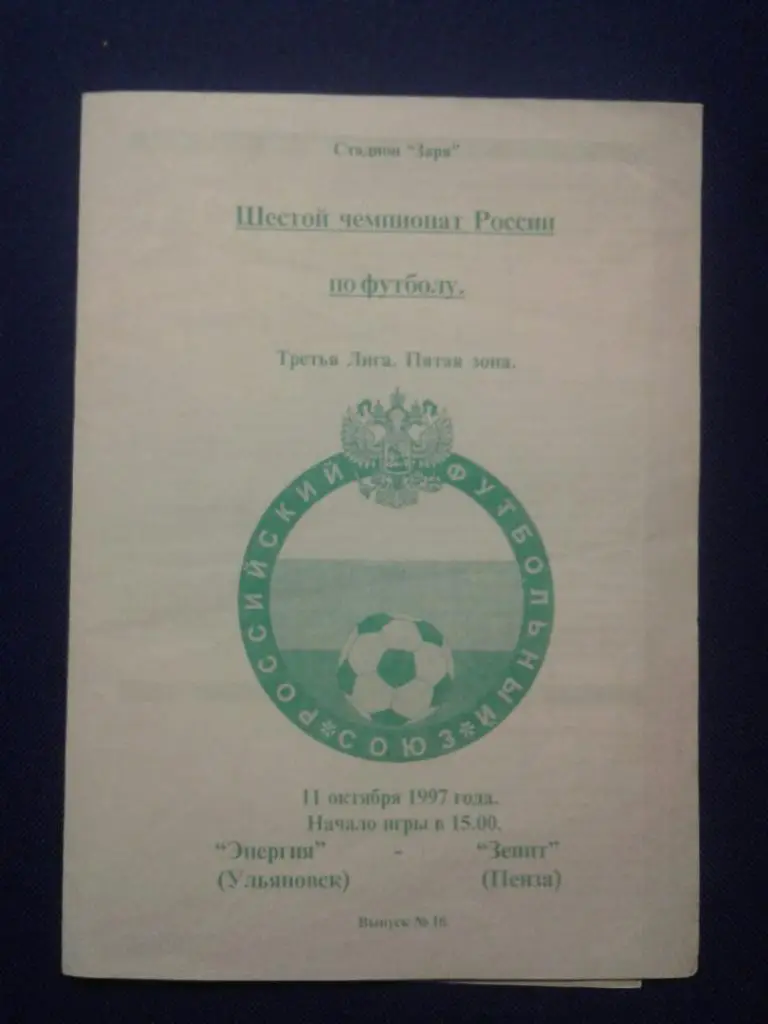 Стадион "Заря"
Шестой чемпионат России
по футболу.
Третья Лига. Пятая зона.
РОССИЙСКИЙ ФУТБОЛЬНЫЙ
*СОЮЗ*
11 октября 1997 года.
Начало игры в 15.00.
"Энергия" - "Зенит"
(Ульяновск) (Пенза)
Выпуск № 16